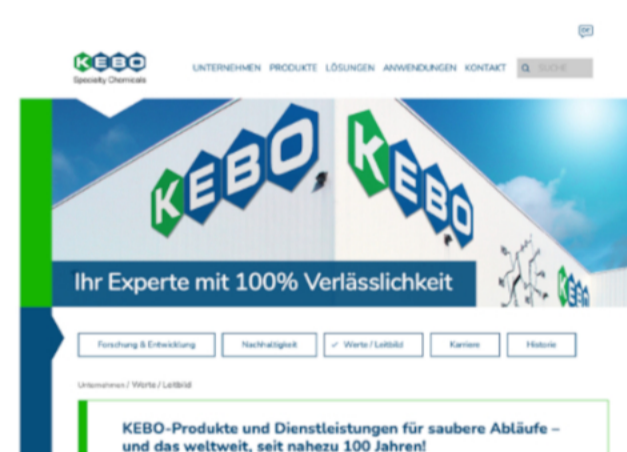 DE
KEBO
Specialty Chemicals
UNTERNEHMEN PRODUKTE LÖSUNGEN ANWENDUNGEN KONTAKT SUCHE
KEBO KEBO
KEBO
Ihr Experte mit 100% Verlässlichkeit
Forschung & Entwicklung Nachhaltigkeit ✓ Werte / Leitbild Karriere Historie
Unternehmen / Werte / Leitbild
KEBO-Produkte und Dienstleistungen für saubere Abläufe –
und das weltweit, seit nahezu 100 Jahren!